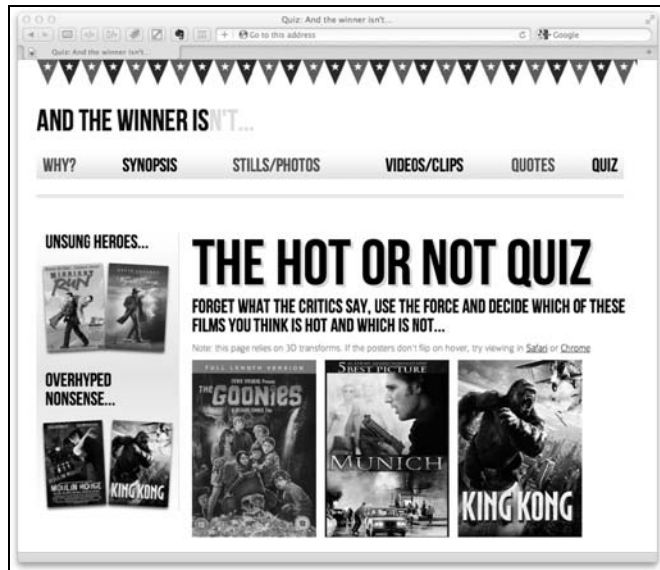 Quiz: And the winner isn't...
Go to this address
Google
Quiz: And the winner isn't...
AND THE WINNER ISN'T...
WHY? SYNOPSIS STILLS/PHOTOS VIDEOS/CLIPS QUOTES QUIZ
UNSUNG HEROES...
MIDNIGHT
RUN
OVERHYPED
NONSENSE...
MOULIN ROUGE
KING KONG
THE HOT OR NOT QUIZ
FORGET WHAT THE CRITICS SAY, USE THE FORCE AND DECIDE WHICH OF THESE
FILMS YOU THINK IS HOT AND WHICH IS NOT...
Note: this page relies on 3D transforms. If the posters don't flip on hover, try viewing in Safari or Chrome
FULL LENGTH VERSION
THE GOONIES
5 BEST PICTURE
MUNICH
KING KONG